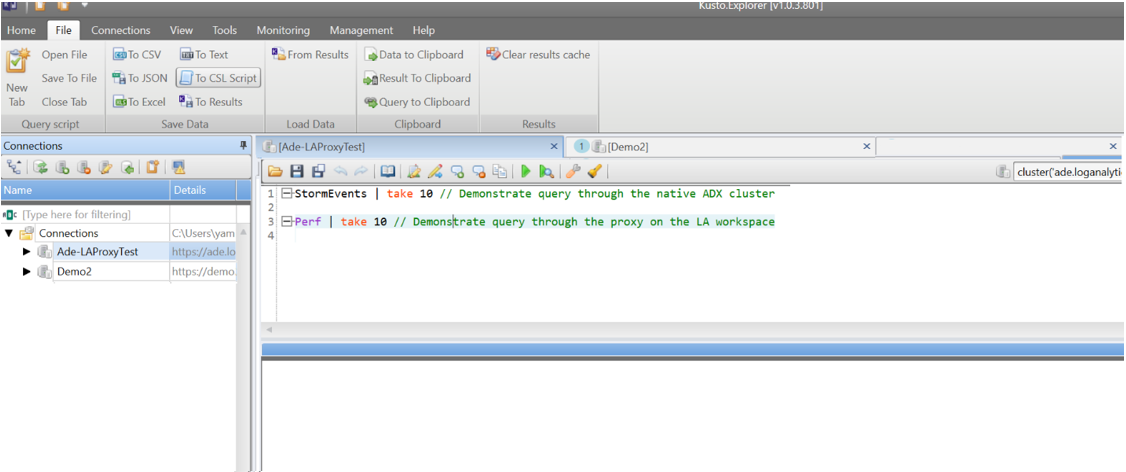 Kusto.Explorer [v1.0.3.801]
Home File Connections View Tools Monitoring Management Help
New Tab
Open File
Save To File
Close Tab
Query script
To CSV
To JSON
To Excel
To Text
To CSL Script
To Results
Save Data
From Results
Load Data
Data to Clipboard
Result To Clipboard
Query to Clipboard
Clipboard
Clear results cache
Results
Connections
Name Details
[Type here for filtering]
Connections C:\Users\yam
Ade-LAProxyTest https://ade.lo
Demo2 https://demo.
[Ade-LAProxyTest]
1 [Demo2]
cluster('ade.loganalyti
1 StormEvents | take 10 // Demonstrate query through the native ADX cluster
2
3 Perf | take 10 // Demonstrate query through the proxy on the LA workspace
4